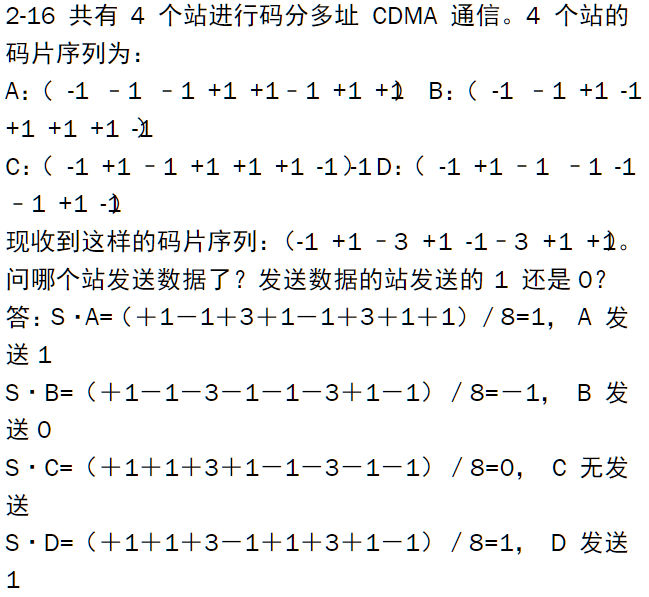 2-16 共有 4 个站进行码分多址 CDMA 通信。4 个站的
码片序列为：
A:（ -1 –1 –1 +1 +1–1 +1 +1） B:（ -1 –1 +1 -1
+1 +1 +1 -1）
C:（ -1 +1 –1 +1 +1 +1 -1 -1）D:（ -1 +1 –1 –1 -1
–1 +1 -1）
现收到这样的码片序列：（-1 +1 –3 +1 -1–3 +1 +1）。
问哪个站发送数据了？发送数据的站发送的 1 还是 0？
答：S·A=（＋1－1＋3＋1－1＋3＋1＋1）/ 8=1， A 发
送 1
S·B=（＋1－1－3－1－1－3＋1－1）/ 8=－1， B 发
送 0
S·C=（＋1＋1＋3＋1－1－3－1－1）/ 8=0， C 无发
送
S·D=（＋1＋1＋3－1＋1＋3＋1－1）/ 8=1， D 发送
1